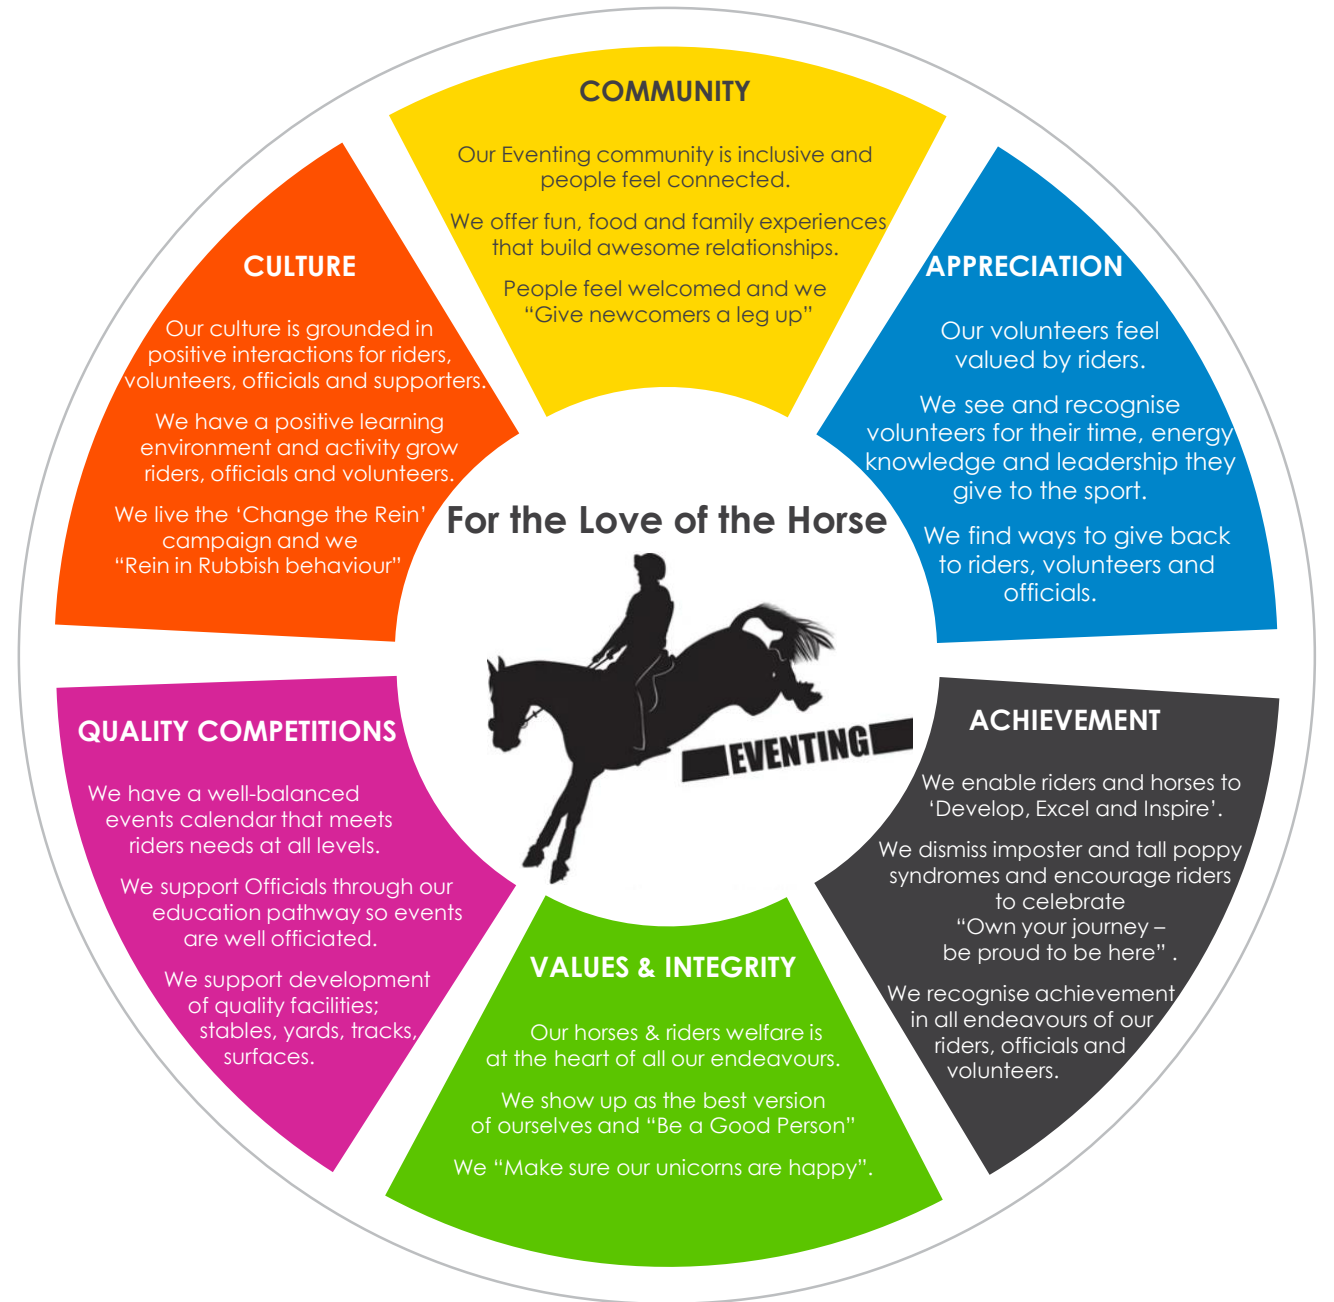 COMMUNITY
Our Eventing community is inclusive and
people feel connected.
We offer fun, food and family experiences
that build awesome relationships.
People feel welcomed and we
“Give newcomers a leg up”
APPRECIATION
Our volunteers feel
valued by riders.
We see and recognise
volunteers for their time, energy
knowledge and leadership they
give to the sport.
We find ways to give back
to riders, volunteers and
officials.
ACHIEVEMENT
We enable riders and horses to
‘Develop, Excel and Inspire’.
We dismiss imposter and tall poppy
syndromes and encourage riders
to celebrate
“Own your journey –
be proud to be here” .
We recognise achievement
in all endeavours of our
riders, officials and
volunteers.
VALUES & INTEGRITY
Our horses & riders welfare is
at the heart of all our endeavours.
We show up as the best version
of ourselves and “Be a Good Person”
We “Make sure our unicorns are happy”.
QUALITY COMPETITIONS
We have a well-balanced
events calendar that meets
riders needs at all levels.
We support Officials through our
education pathway so events
are well officiated.
We support development
of quality facilities;
stables, yards, tracks,
surfaces.
CULTURE
Our culture is grounded in
positive interactions for riders,
volunteers, officials and supporters.
We have a positive learning
environment and activity grow
riders, officials and volunteers.
We live the ‘Change the Rein’
campaign and we
“Rein in Rubbish behaviour”
For the Love of the Horse
EVENTING